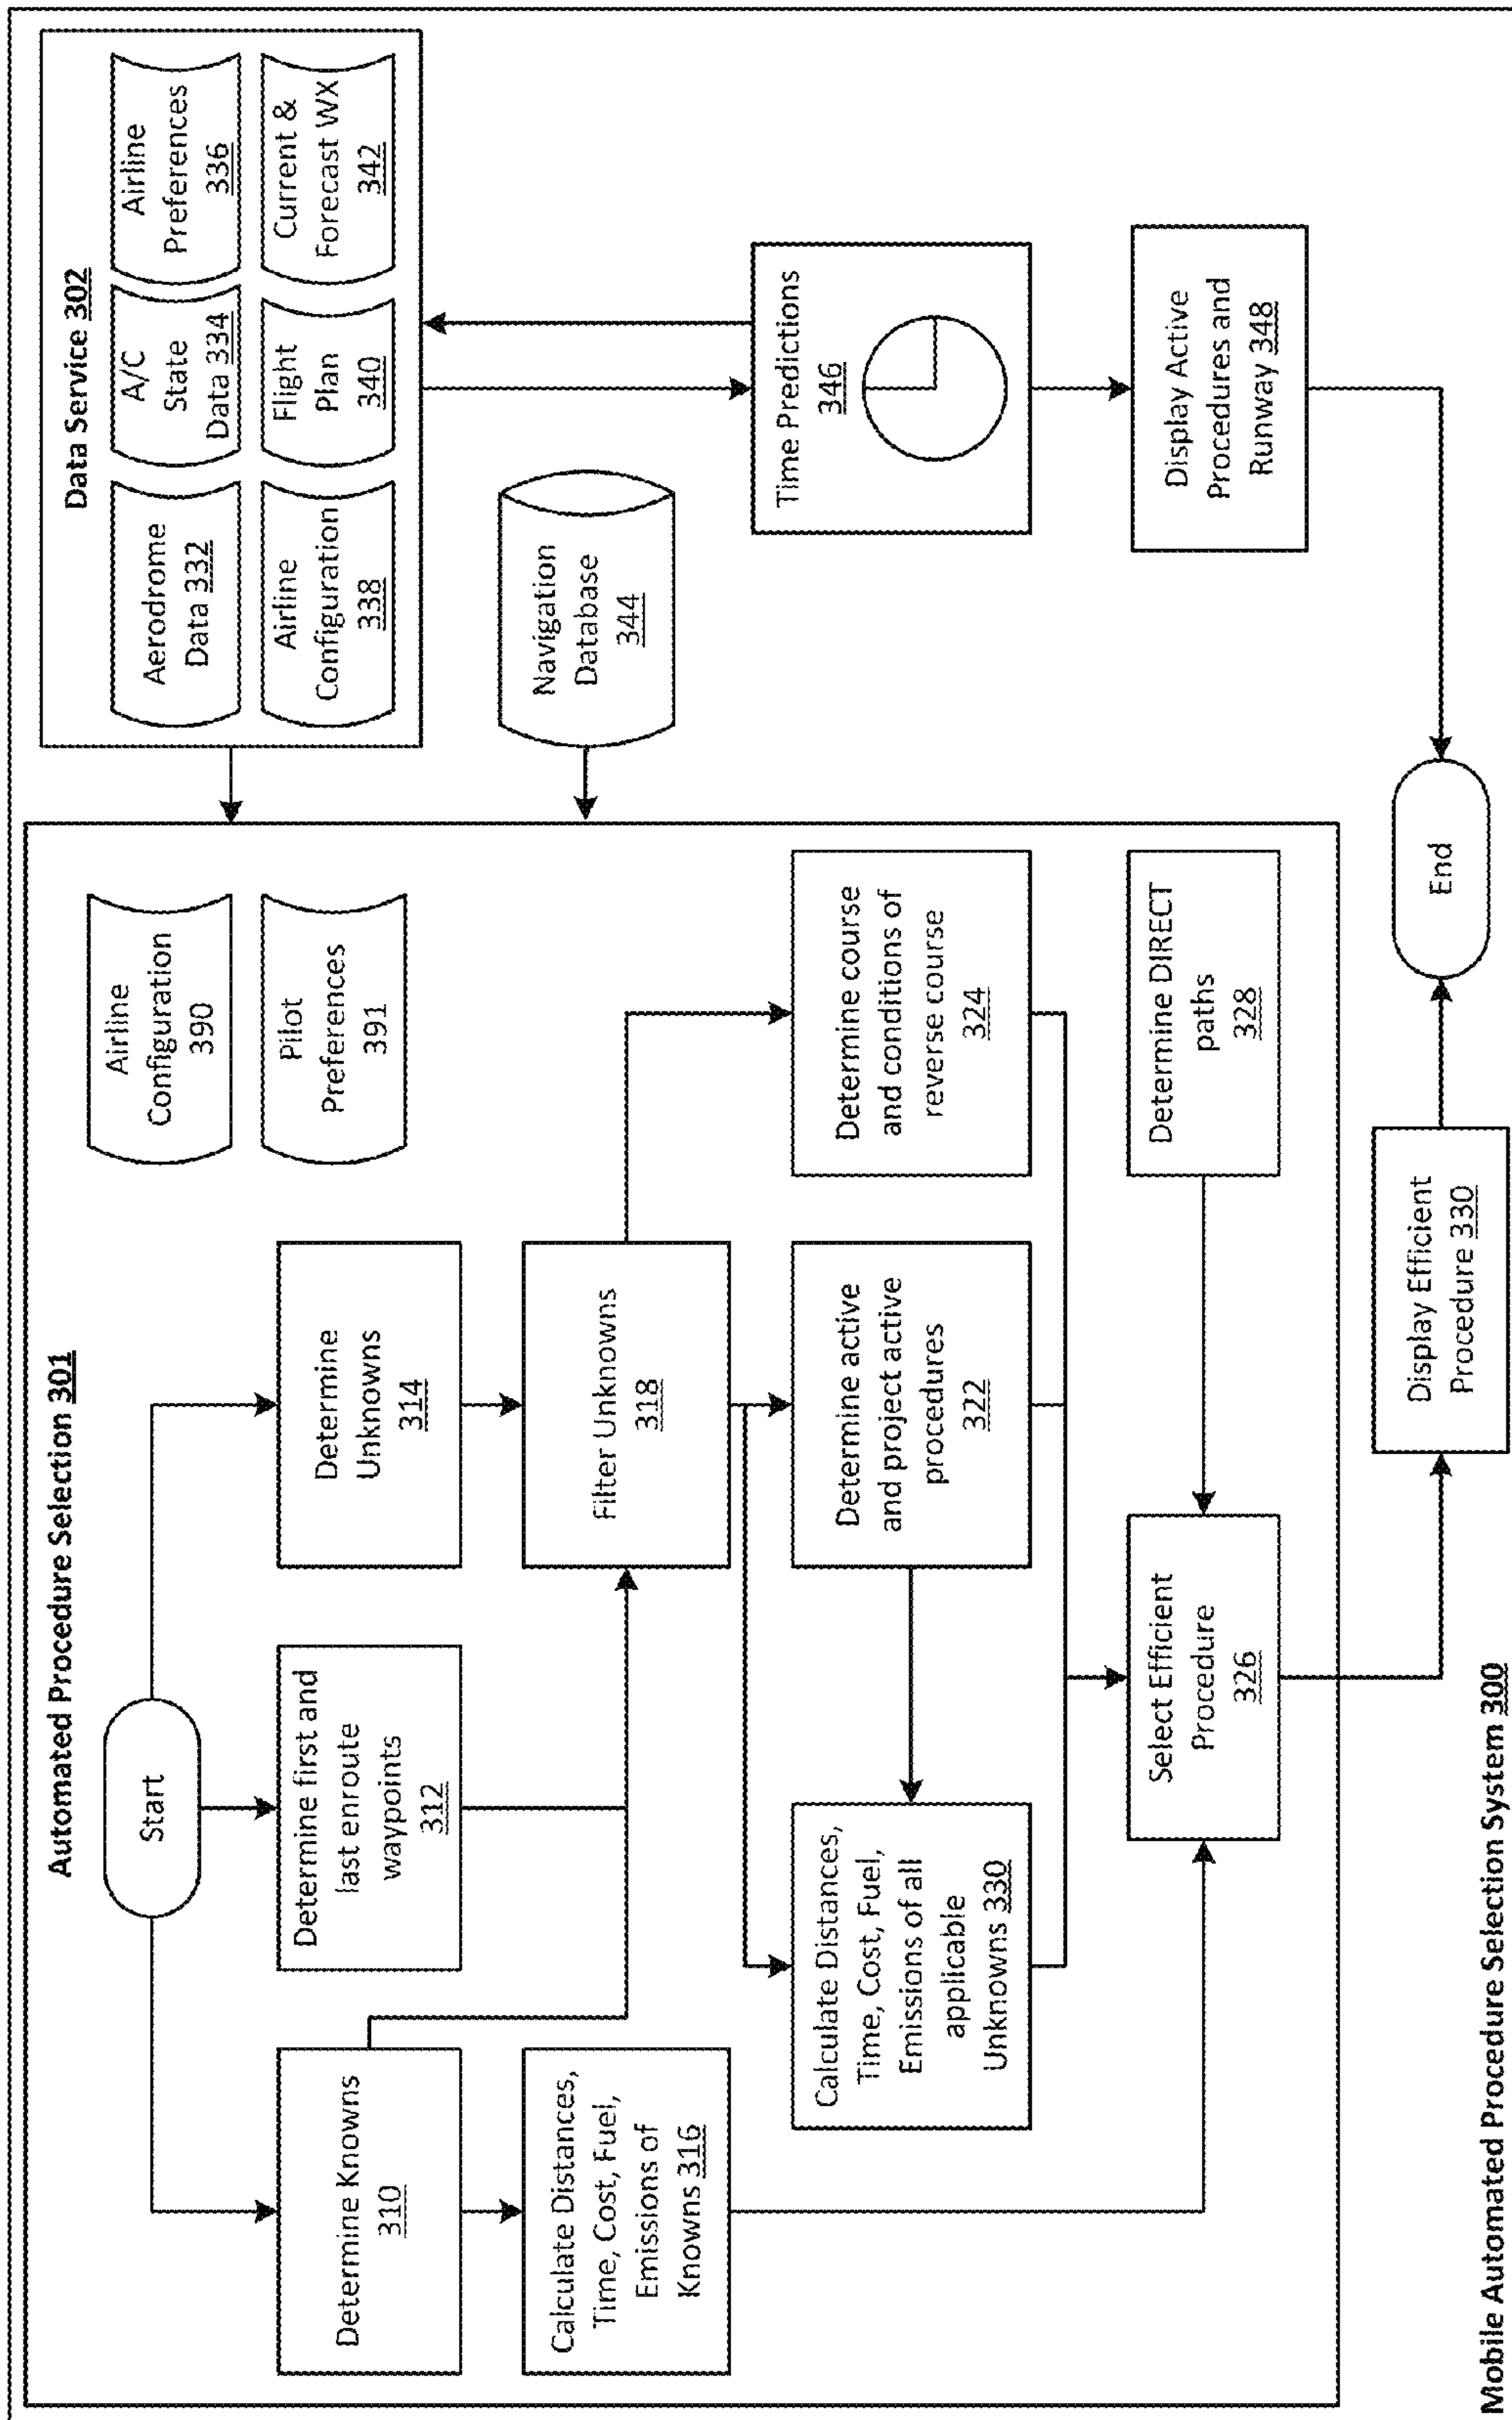 Automated Procedure Selection 301
Start
Determine Knowns
310
Determine first and
last enroute
waypoints
312
Determine
Unknowns
314
Airline
Configuration
390
Pilot
Preferences
391
Calculate Distances,
Time, Cost, Fuel,
Emissions of
Knowns 316
Filter Unknowns
318
Calculate Distances,
Time, Cost, Fuel,
Emissions of all
applicable
Unknowns 330
Determine active
and project active
procedures
322
Determine course
and conditions of
reverse course
324
Select Efficient
Procedure
326
Determine DIRECT
paths
328
Display Efficient
Procedure 330
End
Data Service 302
Aerodrome
Data 332
A/C
State
Data 334
Airline
Preferences
336
Airline
Configuration
338
Flight
Plan
340
Current &
Forecast WX
342
Navigation
Database
344
Time Predictions
346
Display Active
Procedures and
Runway 348
Mobile Automated Procedure Selection System 300